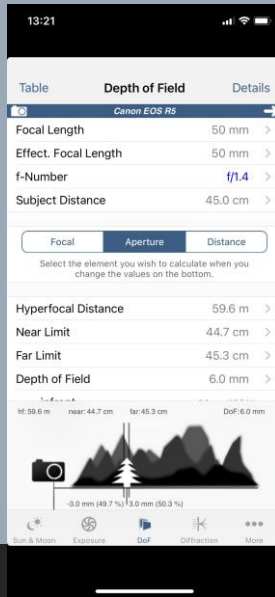 13:21
Table Depth of Field Details
Canon EOS R5
Focal Length 50 mm
Effect. Focal Length 50 mm
f-Number f/1.4
Subject Distance 45.0 cm
Focal Aperture Distance
Select the element you wish to calculate when you
change the values on the bottom.
Hyperfocal Distance 59.6 m
Near Limit 44.7 cm
Far Limit 45.3 cm
Depth of Field 6.0 mm
hf: 59.6 m near: 44.7 cm far: 45.3 cm DoF: 6.0 mm
-3.0 mm (49.7 %) 3.0 mm (50.3 %)
Sun & Moon Exposure DoF Diffraction More